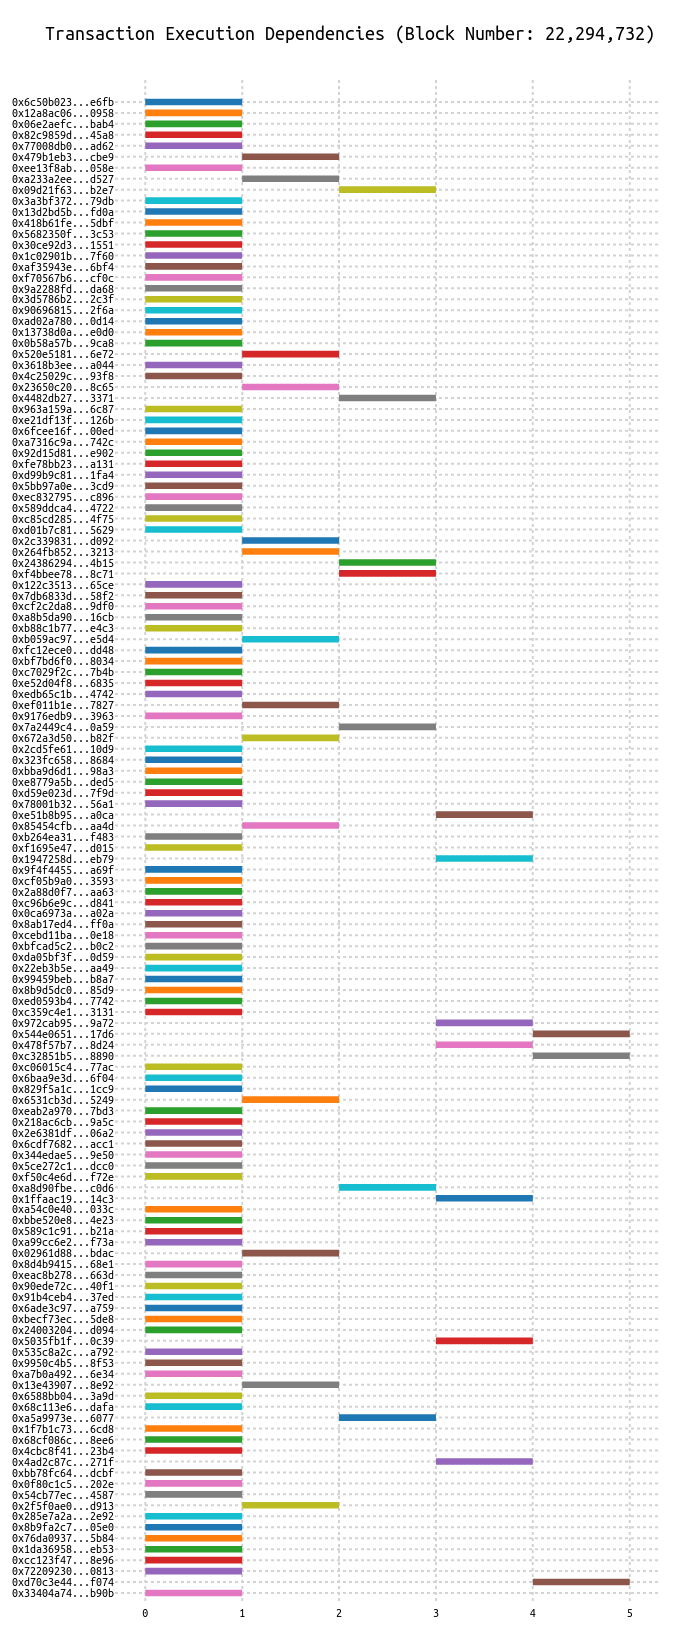 Transaction Execution Dependencies (Block Number: 22,294,732)
0x6c50b023...e6fb
0x12a8ac06...0958
0x06e2aefc...bab4
0x82c9859d...45a8
0x77008db0...ad62
0x479b1eb3...cbe9
0xee13f8ab...058e
0xa233a2ee...d527
0x09d21f63...b2e7
0x3a3bf372...79db
0x13d2bd5b...fd0a
0x418b61fe...5dbf
0x5682350f...3c53
0x30ce92d3...1551
0x1c02901b...7f60
0xaf35943e...6bf4
0xf70567b6...cf0c
0x9a2288fd...da68
0x3d5786b2...2c3f
0x90696815...2f6a
0xad02a780...0d14
0x13738d0a...e0d0
0x0b58a57b...9ca8
0x520e5181...6e72
0x3618b3ee...a044
0x4c25029c...93f8
0x23650c20...8c65
0x4482db27...3371
0x963a159a...6c87
0xe21df13f...126b
0x6fcee16f...00ed
0xa7316c9a...742c
0x92d15d81...e902
0xfe78bb23...a131
0xd99b9c81...1fa4
0x5bb97a0e...3cd9
0xec832795...c896
0x589ddca4...4722
0xc85cd285...4f75
0xd01b7c81...5629
0x2c339831...d092
0x264fb852...3213
0x24386294...4b15
0xf4bbee78...8c71
0x122c3513...65ce
0x7db6833d...58f2
0xcf2c2da8...9df0
0xa8b5da90...16cb
0xb88c1b77...e4c3
0xb059ac97...e5d4
0xfc12ece0...dd48
0xbf7bd6f0...8034
0xc7029f2c...7b4b
0xe52d04f8...6835
0xedb65c1b...4742
0xef011b1e...7827
0x9176edb9...3963
0x7a2449c4...0a59
0x672a3d50...b82f
0x2cd5fe61...10d9
0x323fc658...8684
0xbba9d6d1...98a3
0xe8779a5b...ded5
0xd59e023d...7f9d
0x78001b32...56a1
0xe51b8b95...a0ca
0x85454cfb...aa4d
0xb264ea31...f483
0xf1695e47...d015
0x1947258d...eb79
0x9f4f4455...a69f
0xcf05b9a0...3593
0x2a88d0f7...aa63
0xc96b6e9c...d841
0x0ca6973a...a02a
0x8ab17ed4...ff0a
0xcebd11ba...0e18
0xbfcad5c2...b0c2
0xda05bf3f...0d59
0x22eb3b5e...aa49
0x99459beb...b8a7
0x8b9d5dc0...85d9
0xed0593b4...7742
0xc359c4e1...3131
0x972cab95...9a72
0x544e0651...17d6
0x478f57b7...8d24
0xc32851b5...8890
0xc06015c4...77ac
0x6baa9e3d...6f04
0x829f5a1c...1cc9
0x6531cb3d...5249
0xeab2a970...7bd3
0x218ac6cb...9a5c
0x2e6381df...06a2
0x6cdf7682...acc1
0x344edae5...9e50
0x5ce272c1...dcc0
0xf50c4e6d...f72e
0xa8d90fbe...c0d6
0x1ffaac19...14c3
0xa54c0e40...033c
0xbbe520e8...4e23
0x589c1c91...b21a
0xa99cc6e2...f73a
0x02961d88...bdac
0x8d4b9415...68e1
0xeac8b278...663d
0x90ede72c...40f1
0x91b4ceb4...37ed
0x6ade3c97...a759
0xbecf73ec...5de8
0x24003204...d094
0x5035fb1f...0c39
0x535c8a2c...a792
0x9950c4b5...8f53
0xa7b0a492...6e34
0x13e43907...8e92
0x6588bb04...3a9d
0x68c113e6...dafa
0xa5a9973e...6077
0x1f7b1c73...6cd8
0x68cf086c...8ee6
0x4cbc8f41...23b4
0x4ad2c87c...271f
0xbb78fc64...dcbf
0x0f80c1c5...202e
0x54cb77ec...4587
0x2f5f0ae0...d913
0x285e7a2a...2e92
0x8b9fa2c7...05e0
0x76da0937...5b84
0x1da36958...eb53
0xcc123f47...8e96
0x72209230...0813
0xd70c3e44...f074
0x33404a74...b90b
0 1 2 3 4 5